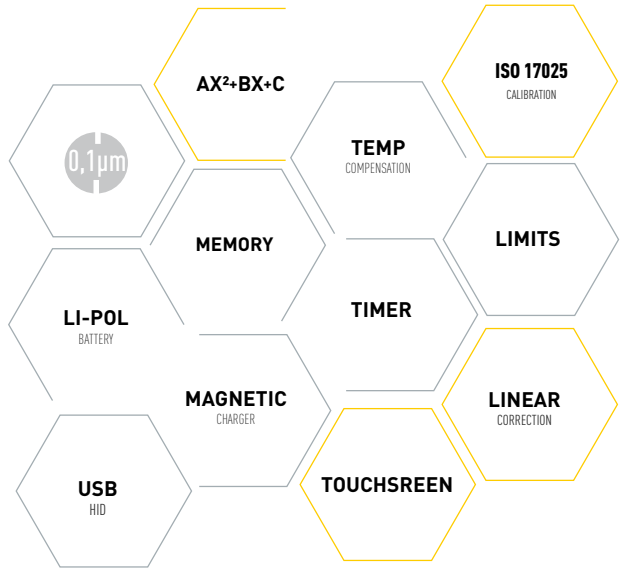 AX²+BX+C
ISO 17025
CALIBRATION
0,1µm
TEMP
COMPENSATION
MEMORY
LIMITS
LI-POL
BATTERY
TIMER
MAGNETIC
CHARGER
LINEAR
CORRECTION
USB
HID
TOUCHSREEN